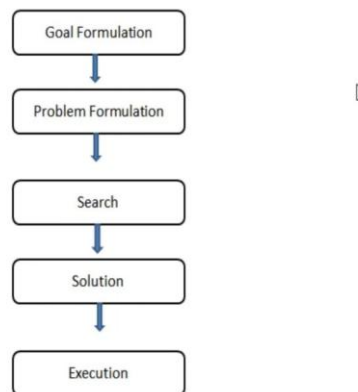 Goal Formulation
Problem Formulation
Search
Solution
Execution